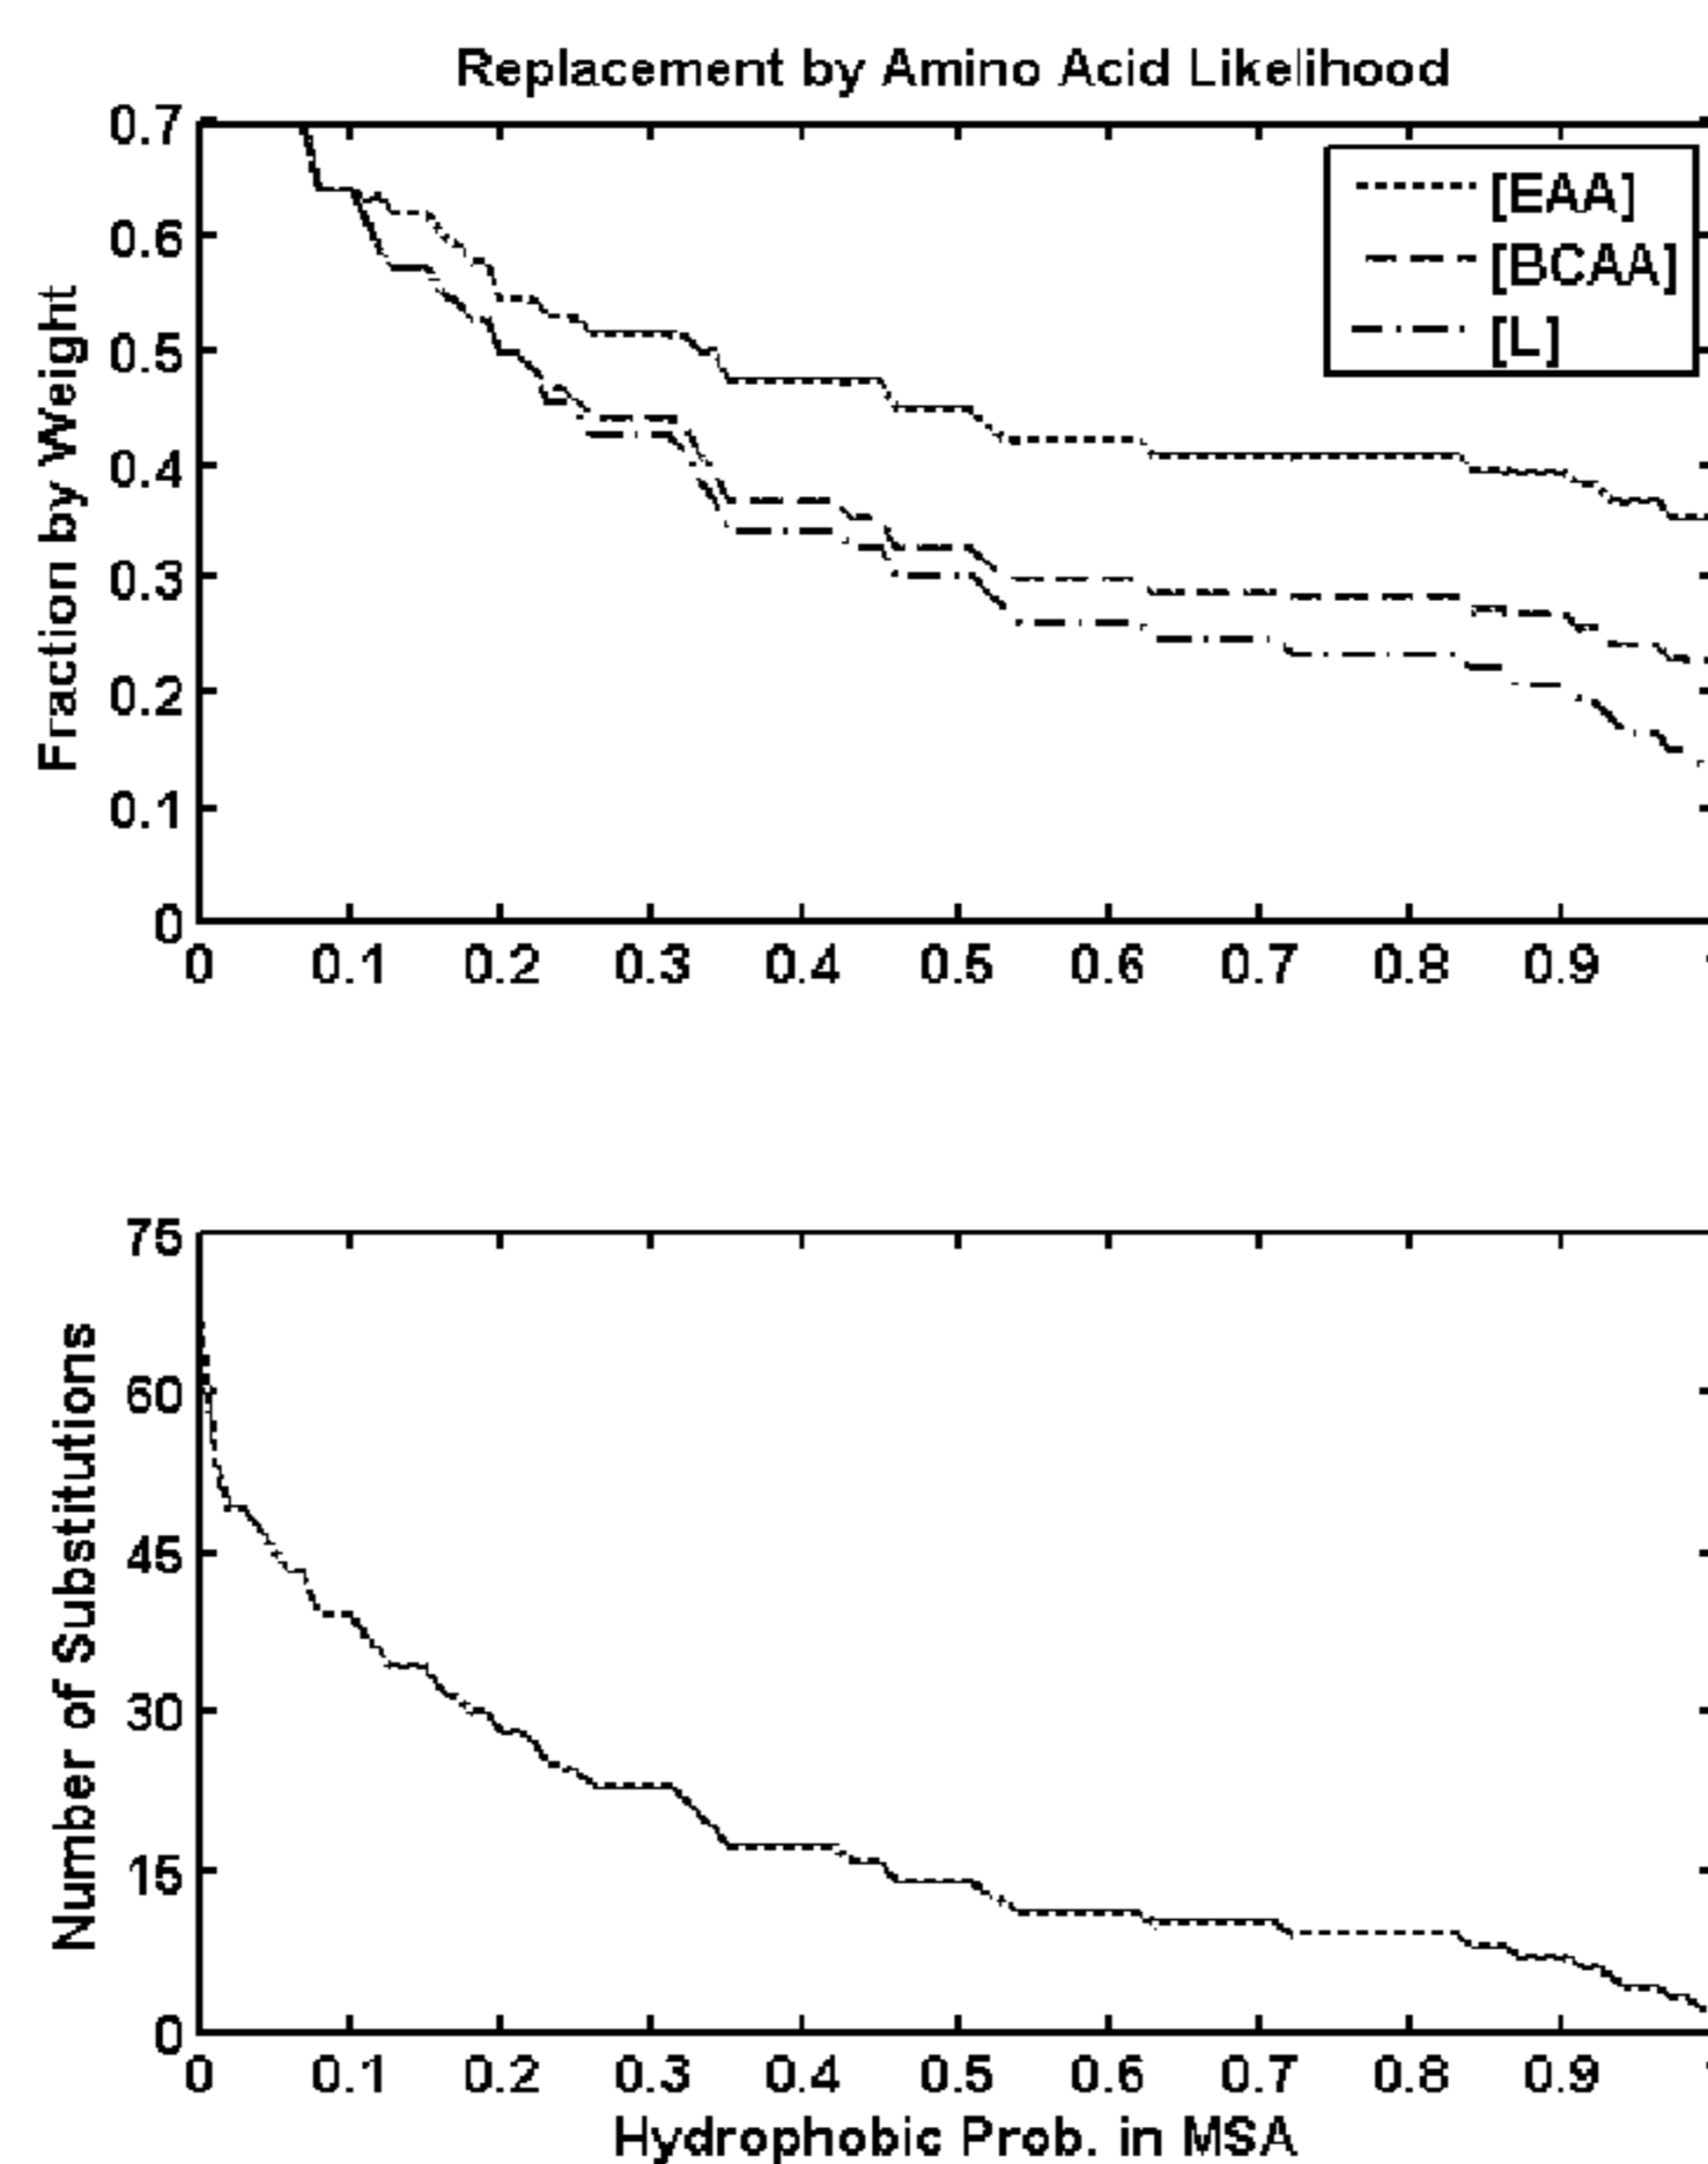 Replacement by Amino Acid Likelihood
0.7
0.6
0.5
0.4
0.3
0.2
0.1
0
Fraction by Weight
[EAA]
[BCAA]
[L]
0 0.1 0.2 0.3 0.4 0.5 0.6 0.7 0.8 0.9
75
60
45
30
15
0
Number of Substitutions
0 0.1 0.2 0.3 0.4 0.5 0.6 0.7 0.8 0.9
Hydrophobic Prob. in MSA